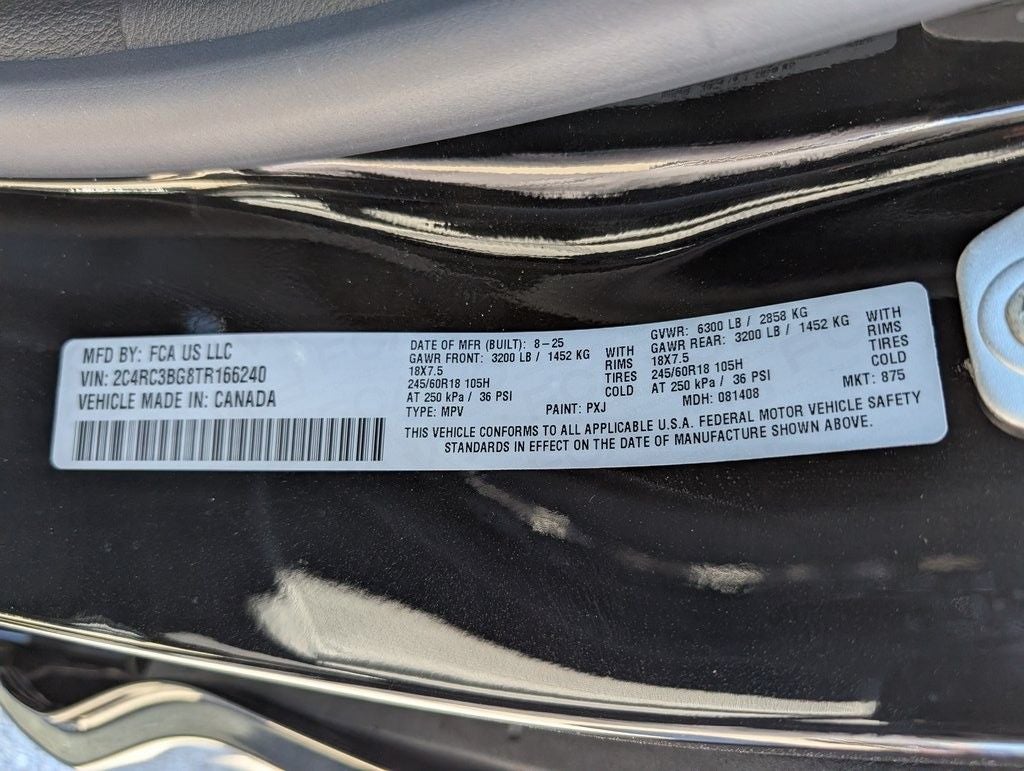 MFD BY: FCA US LLC
VIN: 2C4RC3BG8TR166240
VEHICLE MADE IN: CANADA
DATE OF MFR (BUILT): 8-25
GAWR FRONT: 3200 LB / 1452 KG WITH
18X7.5 RIMS
245/60R18 105H TIRES
AT 250 kPa / 36 PSI COLD
TYPE: MPV PAINT: PXJ
GVWR: 6300 LB / 2858 KG
GAWR REAR: 3200 LB / 1452 KG WITH
18X7.5 RIMS
245/60R18 105H TIRES
AT 250 kPa / 36 PSI COLD
MDH: 081408 MKT: 875
THIS VEHICLE CONFORMS TO ALL APPLICABLE U.S.A. FEDERAL MOTOR VEHICLE SAFETY
STANDARDS IN EFFECT ON THE DATE OF MANUFACTURE SHOWN ABOVE.